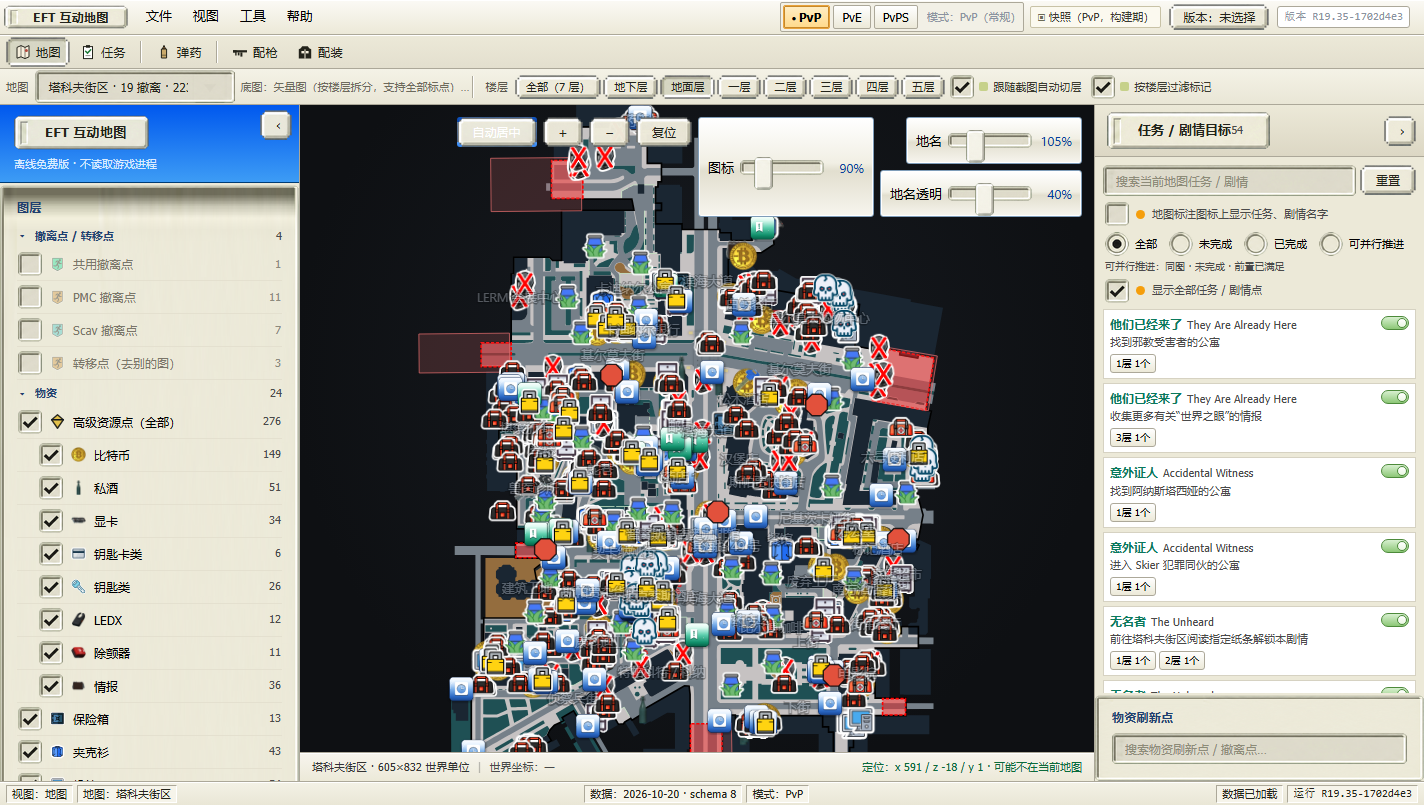 EFT 互动地图 文件 视图 工具 帮助 • PvP PvE PvPS 模式: PvP (常规) 快照 (PvP, 构建期) 版本: 未选择 版本 R19.35-1702d4e3
地图 任务 弹药 配枪 配装
地图 塔科夫街区 · 19 撤离 · 22: 底图: 矢量图 (按楼层拆分, 支持全部标点) ... 楼层 全部 (7 层) 地下层 地面层 一层 二层 三层 四层 五层 跟随截图自动切层 按楼层过滤标记
EFT 互动地图 ‹
离线免费版 · 不读取游戏进程
图层
撤离点 / 转移点 4
共用撤离点 1
PMC 撤离点 11
Scav 撤离点 7
转移点 (去别的图) 3
物资 24
高级资源点 (全部) 276
比特币 149
私酒 51
显卡 34
钥匙卡类 6
钥匙类 26
LEDX 12
除颤器 11
情报 36
保险箱 13
夹克衫 43
自动居中 + − 复位
图标 90%
地名 105%
地名透明 40%
基尔莫夫街
基尔莫夫街
塔科夫街区 · 605×832 世界单位 | 世界坐标: —
定位: x 591 / z -18 / y 1 · 可能不在当前地图
任务 / 剧情目标54 ›
搜索当前地图任务 / 剧情 重置
地图标注图标上显示任务、剧情名字
全部 未完成 已完成 可并行推进
可并行推进: 同图 · 未完成 · 前置已满足
显示全部任务 / 剧情点
他们已经来了 They Are Already Here
找到邪教受害者的公寓
1层 1个
他们已经来了 They Are Already Here
收集更多有关“世界之眼”的情报
3层 1个
意外证人 Accidental Witness
找到阿纳斯塔西娅的公寓
1层 1个
意外证人 Accidental Witness
进入 Skier 犯罪同伙的公寓
1层 1个
无名者 The Unheard
前往塔科夫街区阅读指定纸条解锁本剧情
1层 1个 2层 1个
物资刷新点
搜索物资刷新点 / 撤离点...
视图: 地图 地图: 塔科夫街区 数据: 2026-10-20 · schema 8 模式: PvP 数据已加载 运行 R19.35-1702d4e3